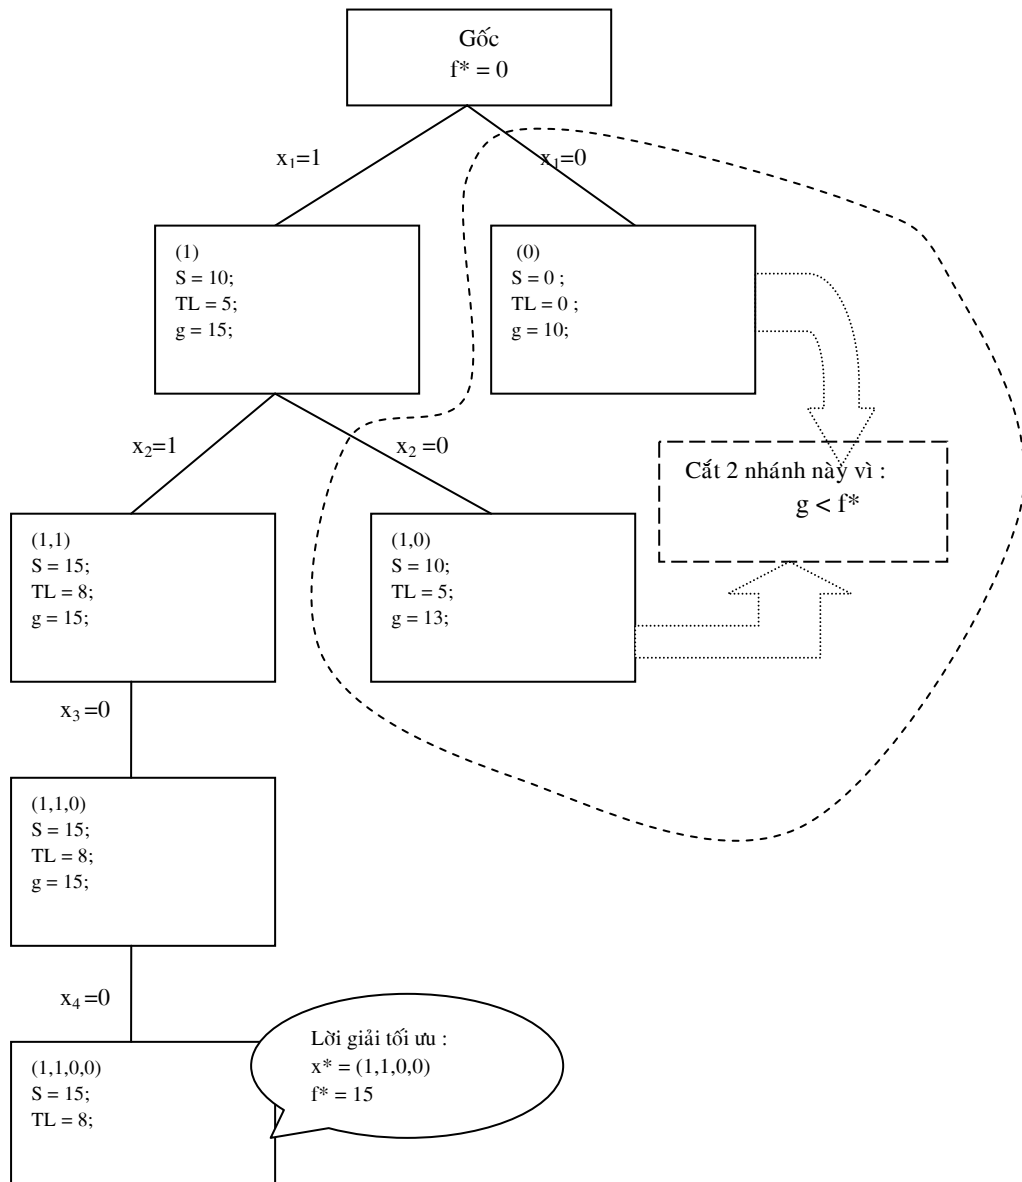 Gốc
f* = 0
x₁=1
x₁=0
(1)
S = 10;
TL = 5;
g = 15;
(0)
S = 0 ;
TL = 0 ;
g = 10;
x₂=1
x₂ =0
Cắt 2 nhánh này vì :
g < f*
(1,1)
S = 15;
TL = 8;
g = 15;
(1,0)
S = 10;
TL = 5;
g = 13;
x₃ =0
(1,1,0)
S = 15;
TL = 8;
g = 15;
x₄ =0
(1,1,0,0)
S = 15;
TL = 8;
Lời giải tối ưu :
x* = (1,1,0,0)
f* = 15